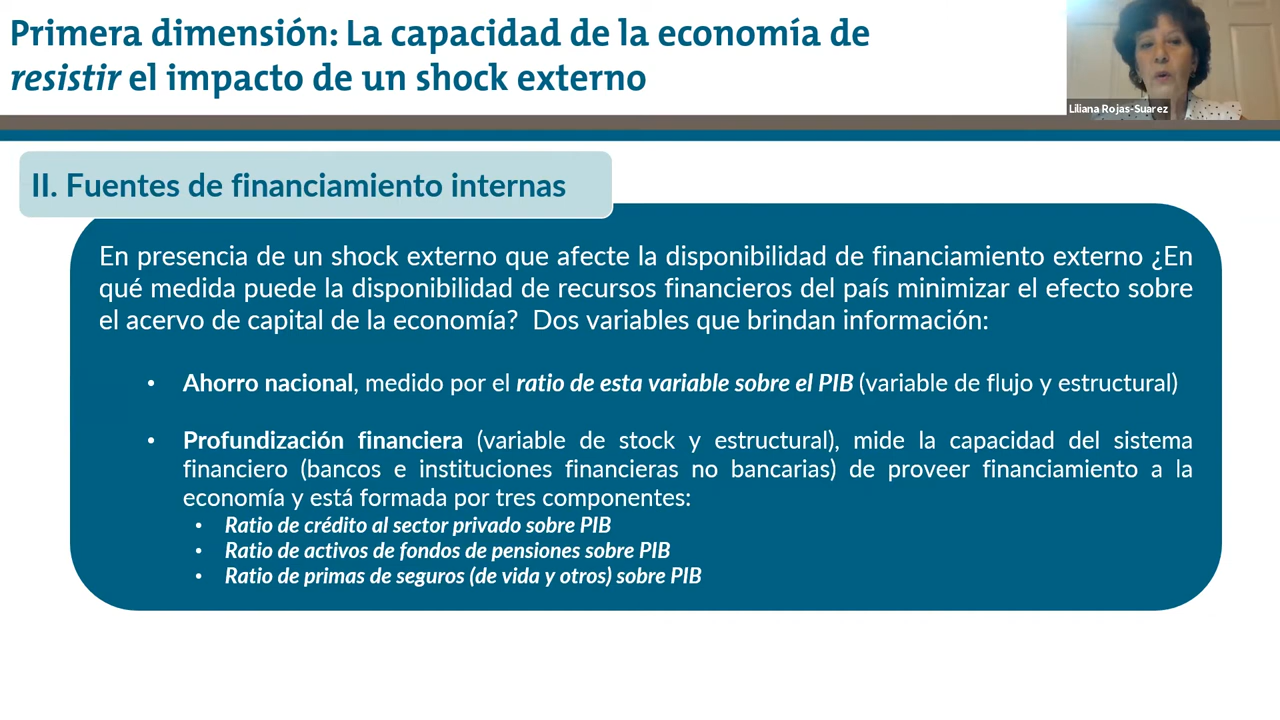 Primera dimensión: La capacidad de la economía de
resistir el impacto de un shock externo
Liliana Rojas-Suarez
II. Fuentes de financiamiento internas
En presencia de un shock externo que afecte la disponibilidad de financiamiento externo ¿En
qué medida puede la disponibilidad de recursos financieros del país minimizar el efecto sobre
el acervo de capital de la economía? Dos variables que brindan información:
• Ahorro nacional, medido por el ratio de esta variable sobre el PIB (variable de flujo y estructural)
• Profundización financiera (variable de stock y estructural), mide la capacidad del sistema
financiero (bancos e instituciones financieras no bancarias) de proveer financiamiento a la
economía y está formada por tres componentes:
• Ratio de crédito al sector privado sobre PIB
• Ratio de activos de fondos de pensiones sobre PIB
• Ratio de primas de seguros (de vida y otros) sobre PIB